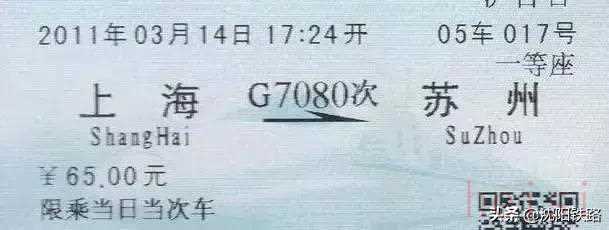 2011年03月14日17:24开 05车 017号
一等座
上海 G7080次 苏州
ShangHai SuZhou
￥65.00元
限乘当日当次车
头条@沈阳铁路